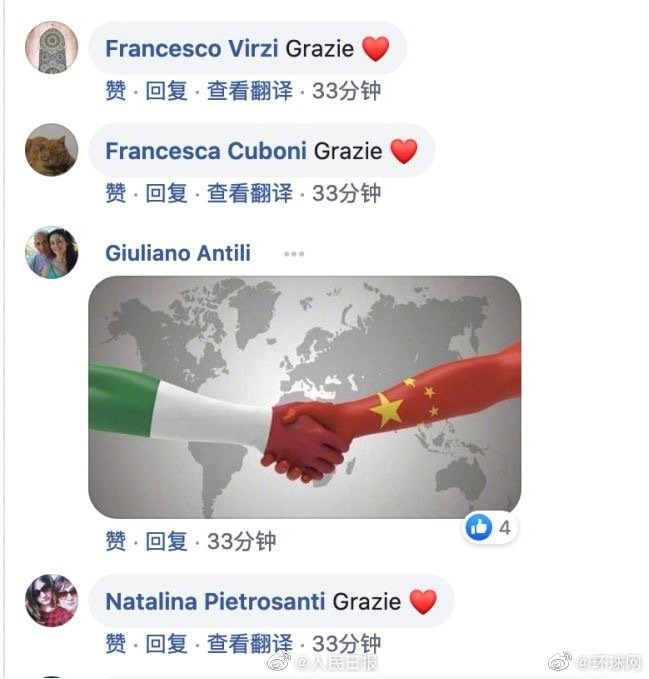 Francesco Virzi Grazie ❤️
赞 · 回复 · 查看翻译 · 33分钟
Francesca Cuboni Grazie ❤️
赞 · 回复 · 查看翻译 · 33分钟
Giuliano Antili ···
4
赞 · 回复 · 33分钟
Natalina Pietrosanti Grazie ❤️
赞 · 回复 · 查看翻译 · 33分钟
@人民日报
@环球网